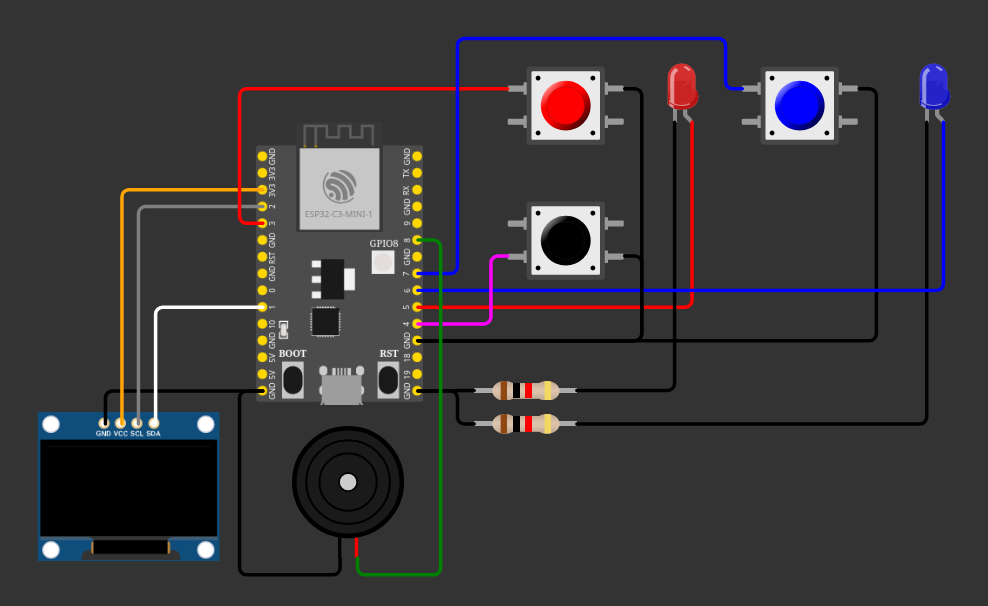 GND
3V3
3V3
2
3
GND
RST
GND
0
1
10
GND
5V
5V
GND
GND
TX
RX
GND
9
8
GND
7
6
5
4
GND
18
19
GND
ESP32-C3-MINI-1
GPIO8
BOOT
RST
GND VCC SCL SDA